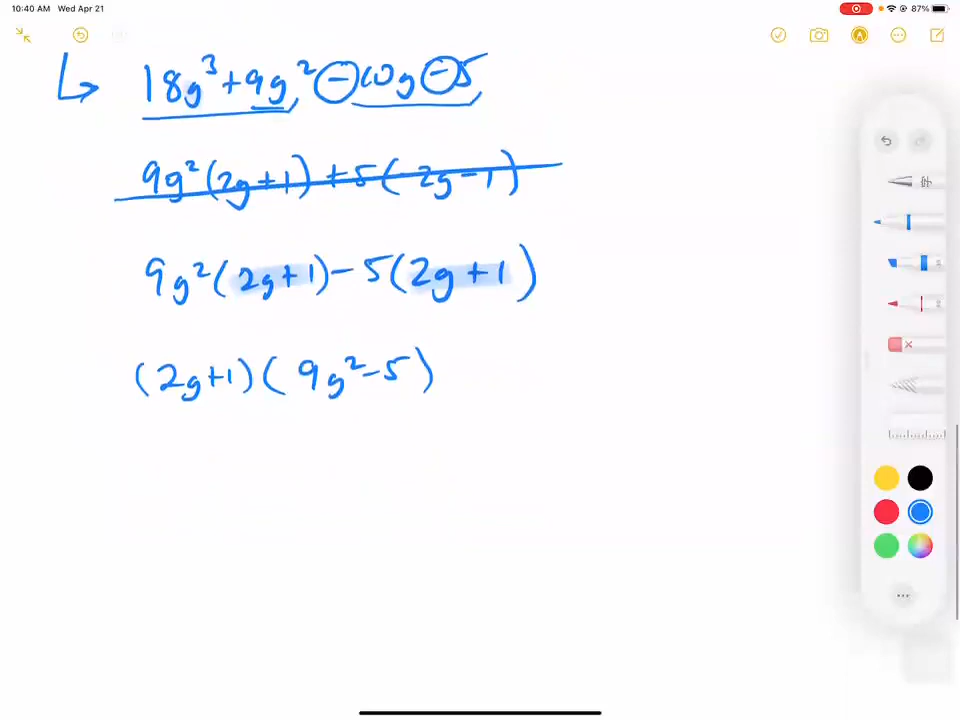 10:40 AM Wed Apr 21 87%
18g³+9g²-10g-5
9g²(2g+1)+5(-2g-1)
9g²(2g+1)-5(2g+1)
(2g+1)(9g²-5)